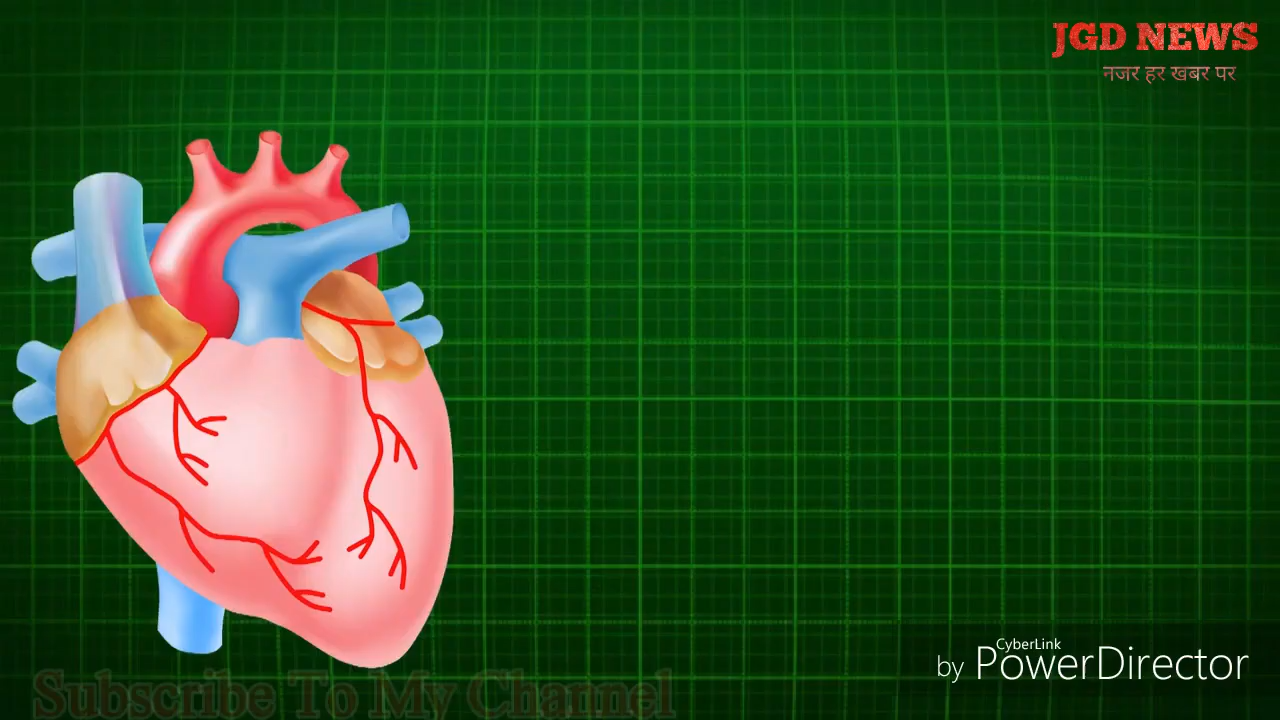 JGD NEWS
नजर हर खबर पर
CyberLink
by PowerDirector
Subscribe To My Channel